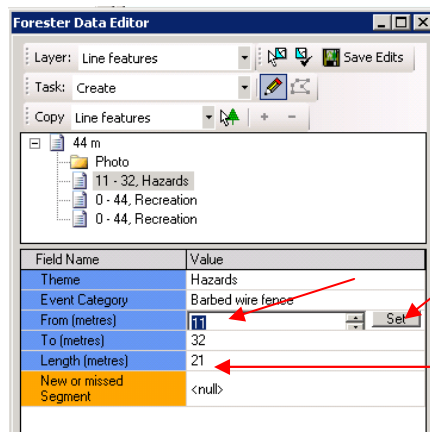 Forester Data Editor
Layer: Line features Save Edits
Task: Create
Copy Line features + -
44 m
Photo
11 - 32, Hazards
0 - 44, Recreation
0 - 44, Recreation
Field Name Value
Theme Hazards
Event Category Barbed wire fence
From (metres) 11 Set
To (metres) 32
Length (metres) 21
New or missed
Segment <null>